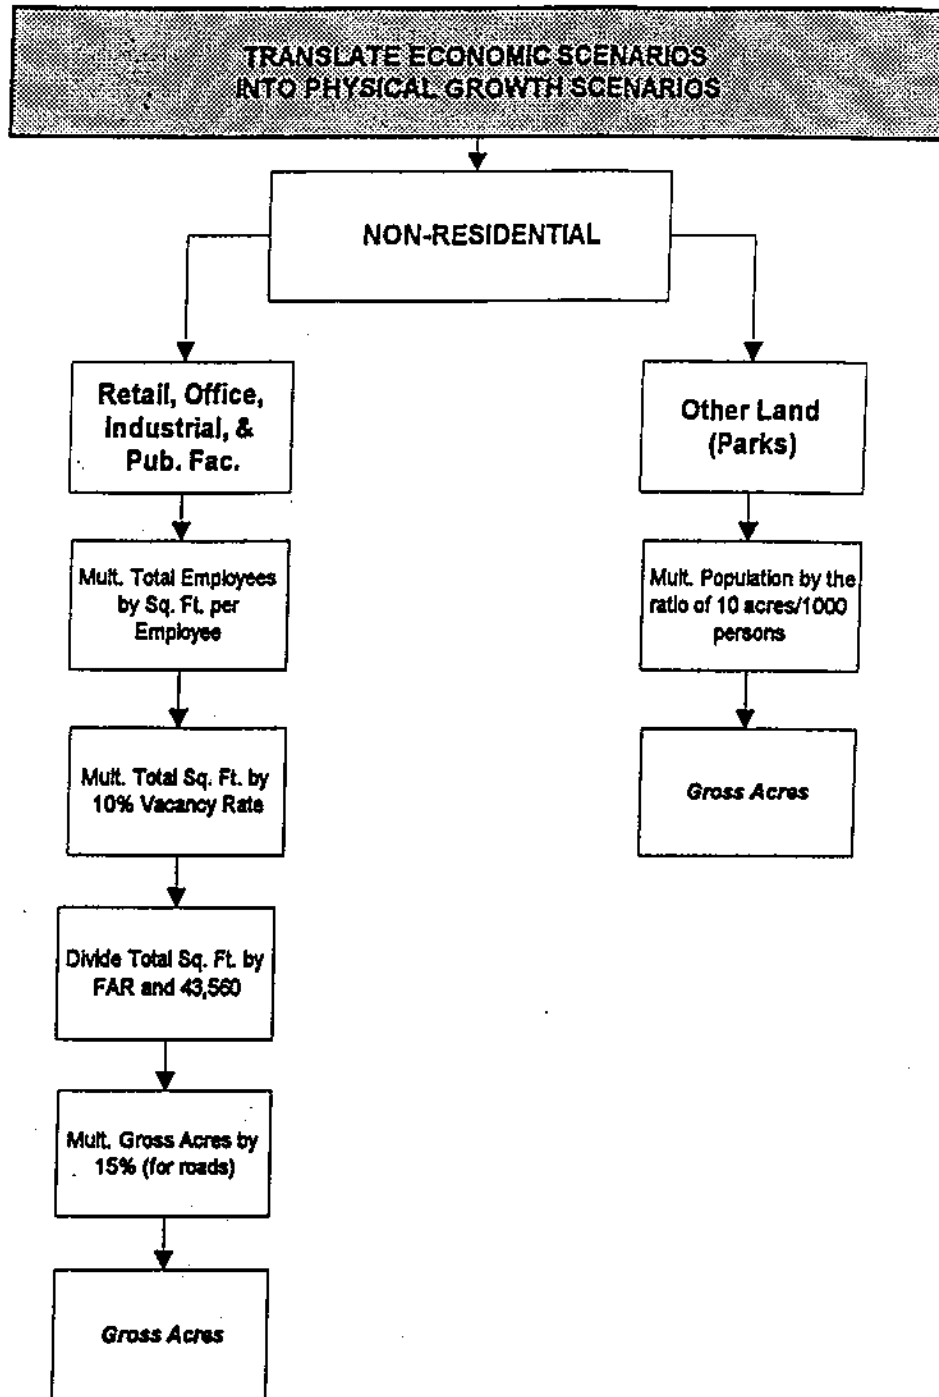 TRANSLATE ECONOMIC SCENARIOS
INTO PHYSICAL GROWTH SCENARIOS
NON-RESIDENTIAL
Retail, Office,
Industrial, &
Pub. Fac.
Other Land
(Parks)
Mult. Total Employees
by Sq. Ft. per
Employee
Mult. Population by the
ratio of 10 acres/1000
persons
Mult. Total Sq. Ft. by
10% Vacancy Rate
Gross Acres
Divide Total Sq. Ft. by
FAR and 43,560
Mult. Gross Acres by
15% (for roads)
Gross Acres